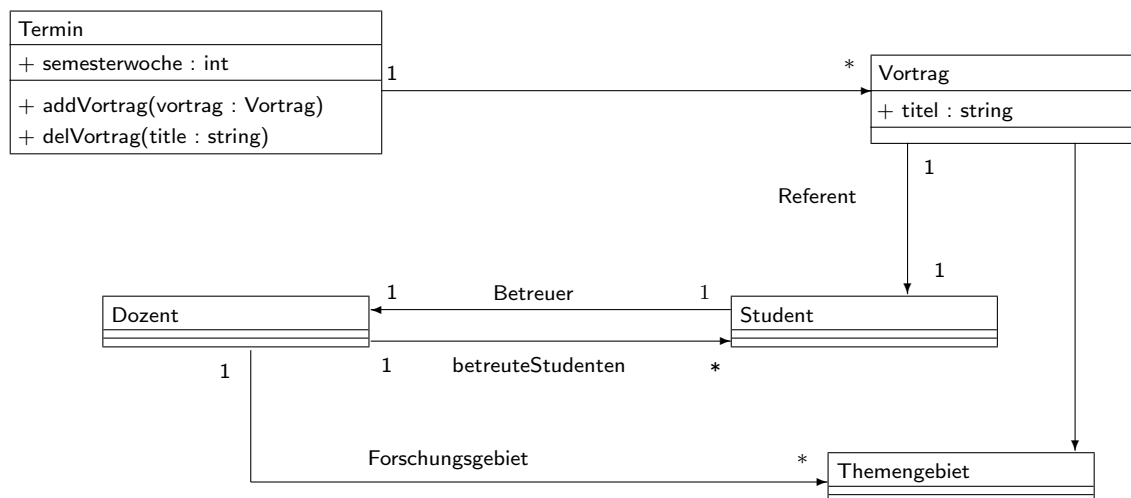 Termin
+ semesterwoche : int
+ addVortrag(vortrag : Vortrag)
+ delVortrag(title : string)
1
*
Vortrag
+ titel : string
1
Referent
1
Dozent
1
Betreuer
1
Student
1
betreuteStudenten
*
1
Forschungsgebiet
*
Themengebiet